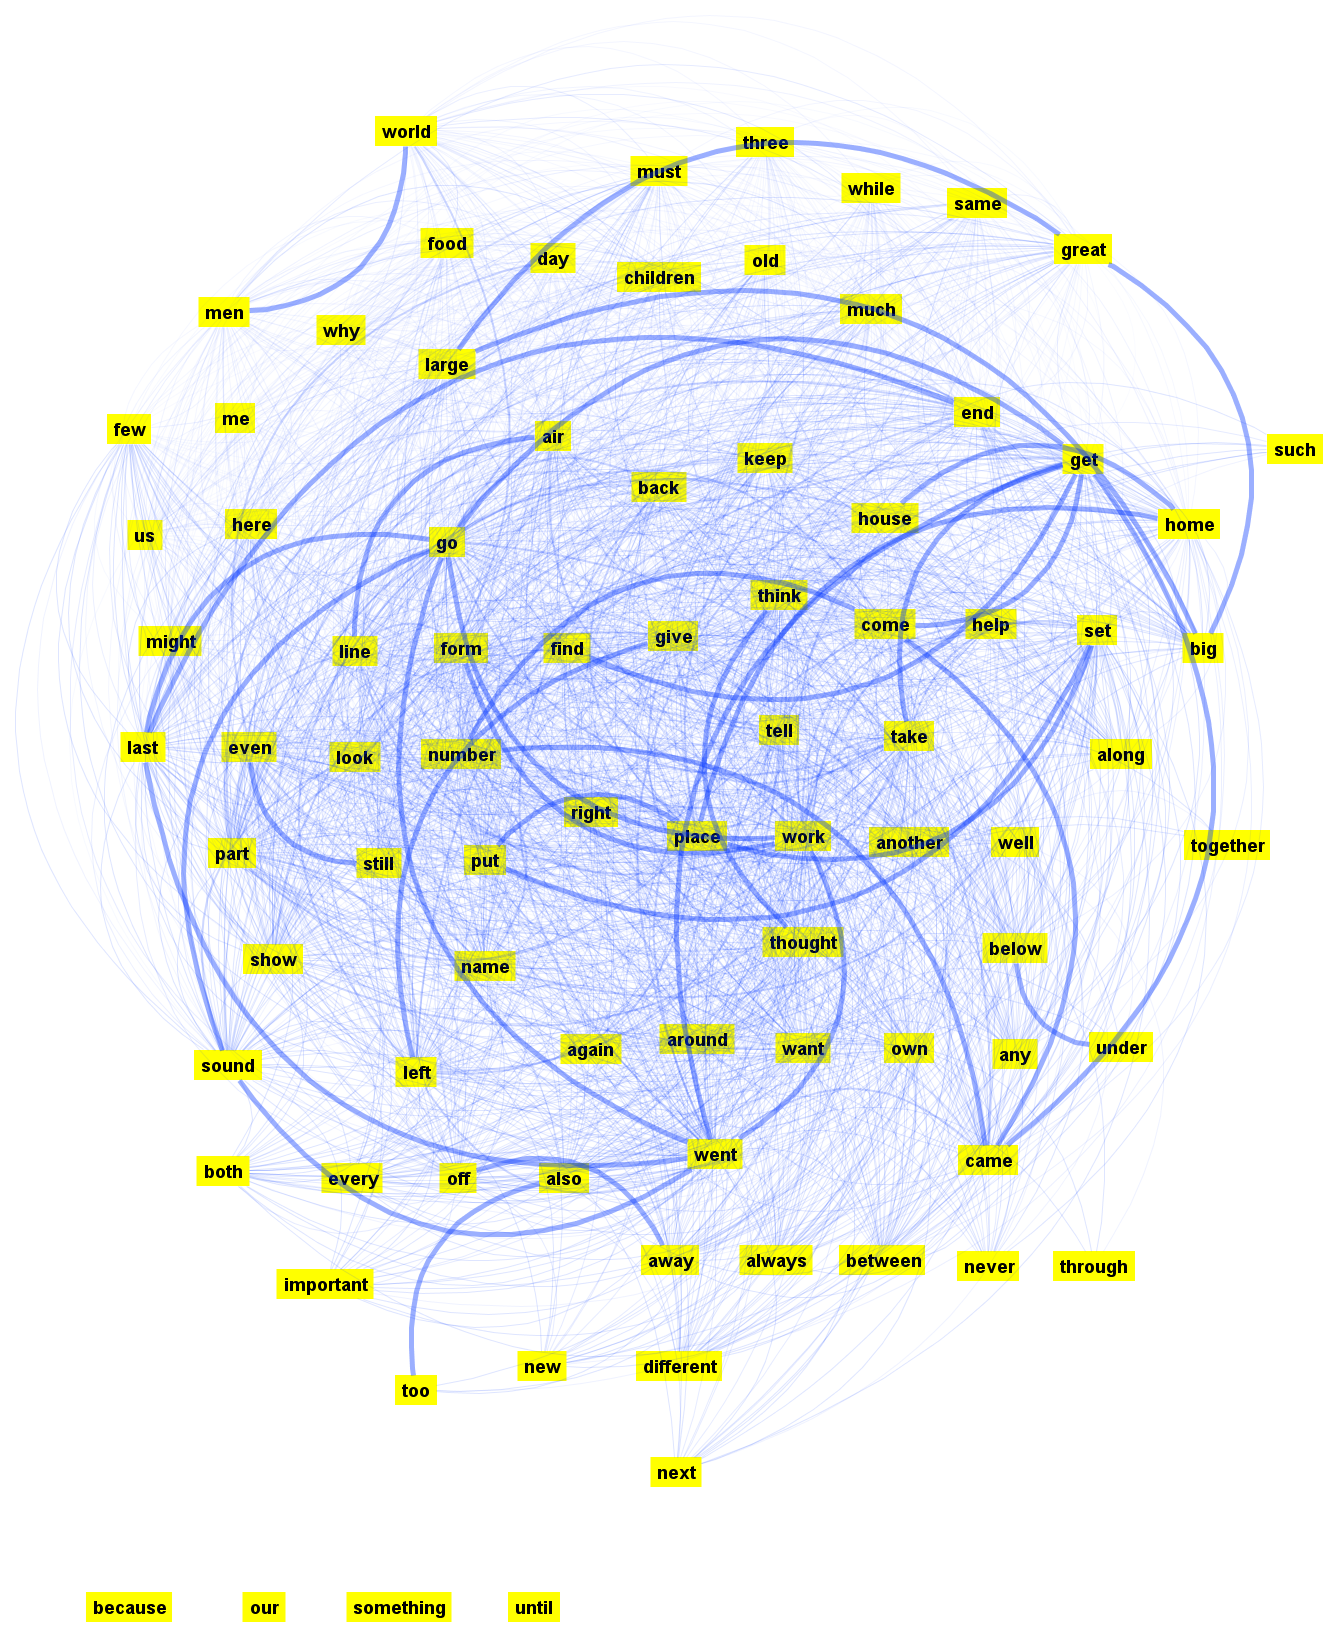 world
three
must
while
same
food
day
children
old
great
men
why
large
much
few
me
air
end
keep
back
get
such
us
here
go
house
home
might
line
form
find
give
think
come
help
set
big
last
even
look
number
tell
take
along
part
still
put
right
place
work
another
well
together
show
name
thought
below
sound
left
again
around
want
own
any
under
both
every
off
also
went
came
important
away
always
between
never
through
too
new
different
next
because
our
something
until